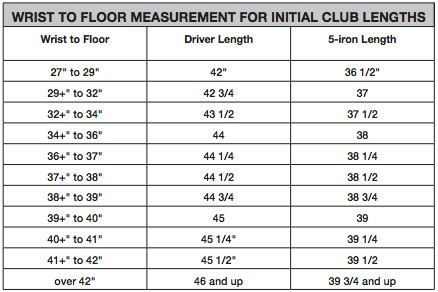 WRIST TO FLOOR MEASUREMENT FOR INITIAL CLUB LENGTHS
Wrist to Floor Driver Length 5-iron Length
27" to 29" 42" 36 1/2"
29+" to 32" 42 3/4 37
32+" to 34" 43 1/2 37 1/2
34+" to 36" 44 38
36+" to 37" 44 1/4 38 1/4
37+" to 38" 44 1/2 38 1/2
38+" to 39" 44 3/4 38 3/4
39+" to 40" 45 39
40+" to 41" 45 1/4" 39 1/4
41+" to 42" 45 1/2" 39 1/2
over 42" 46 and up 39 3/4 and up